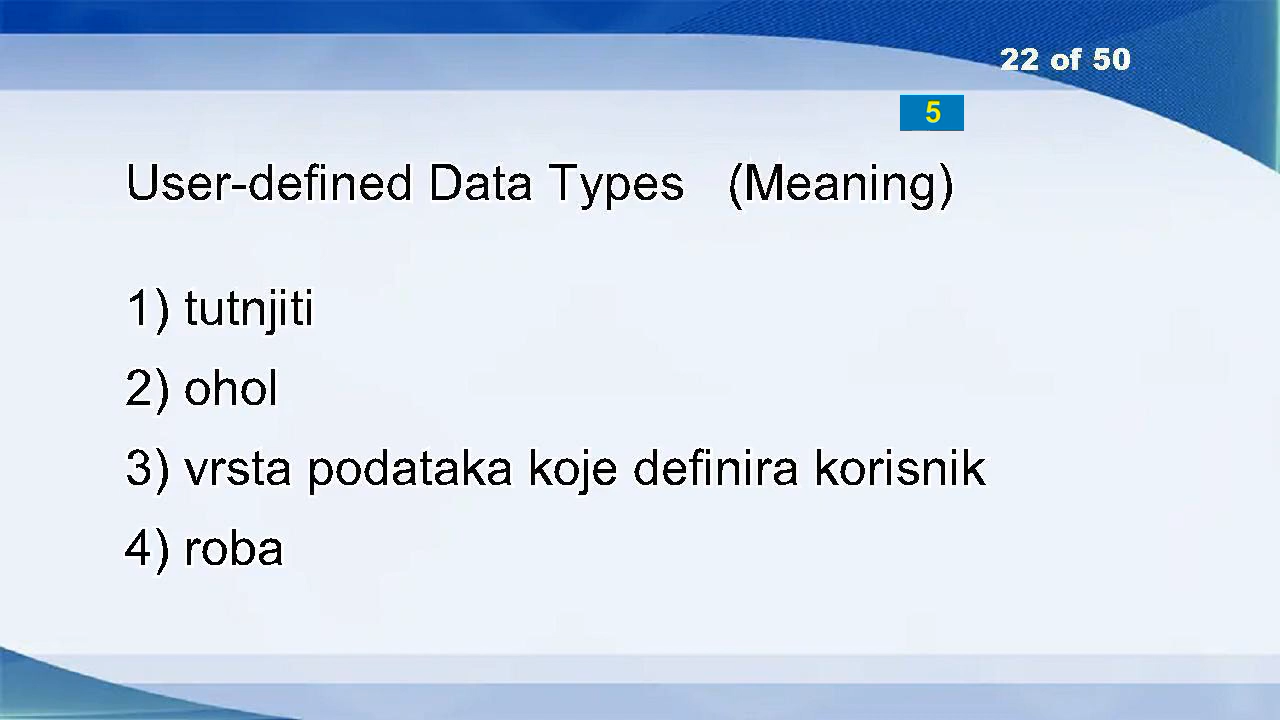 22 of 50
5
User-defined Data Types (Meaning)
1) tutnjiti
2) ohol
3) vrsta podataka koje definira korisnik
4) roba